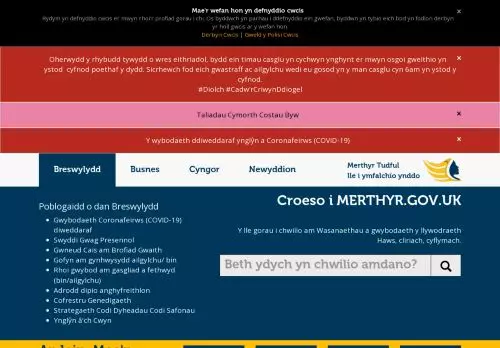 Mae'r wefan hon yn defnyddio cwcis
Rydym yn defnyddio cwcis er mwyn rhoi'r profiad gorau i chi. Os byddwch yn parhau i ddefnyddio ein gwefan, byddwn yn tybio eich bod yn fodlon derbyn
yr holl gwcis ar y wefan hon.
Derbyn Cwcis | Gweld y Polisi Cwcis
Oherwydd y rhybudd tywydd o wres eithriadol, bydd ein timau casglu yn cychwyn ynghynt er mwyn osgoi gweithio yn
ystod cyfnod poethaf y dydd. Sicrhewch fod eich gwastraff ac ailgylchu wedi eu gosod yn y man casglu cyn 6am yn ystod y
cyfnod.
#Diolch #Cadw'rCriwynDdiogel
Taliadau Cymorth Costau Byw
Y wybodaeth ddiweddaraf ynglŷn a Coronafeirws (COVID-19)
Breswylydd
Busnes
Cyngor
Newyddion
Merthyr Tudful
lle i ymfalchïo ynddo
Poblogaidd o dan Breswylydd
Gwybodaeth Coronafeirws (COVID-19)
diweddaraf
Swyddi Gwag Presennol
Gwneud Cais am Brofiad Gwaith
Gofyn am gynhwysydd ailgylchu/ bin
Rhoi gwybod am gasgliad a fethwyd
(bin/ailgylchu)
Adrodd dipio anghyfreithion
Cofrestru Genedigaeth
Strategaeth Codi Dyheadau Codi Safonau
Ynglŷn â'ch Cwyn
Croeso i MERTHYR.GOV.UK
Y lle gorau i chwilio am Wasanaethau a gwybodaeth y llywodraeth
Haws, cliriach, cyflymach.
Beth ydych yn chwilio amdano?